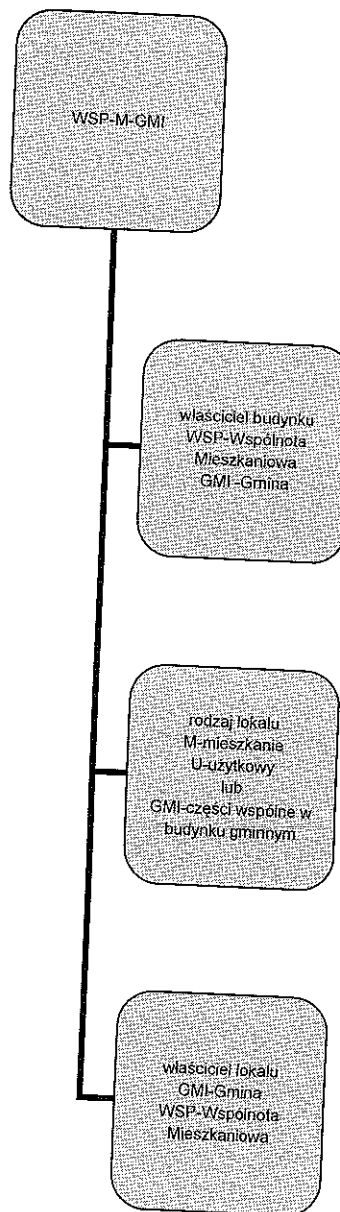 WSP-M-GMI
właściciel budynku
WSP-Wspólnota
Mieszkaniowa
GMI-Gmina
rodzaj lokalu
M-mieszkanie
U-użytkowy
lub
GMI-części wspólne w
budynku gminnym
właściciel lokalu
GMI-Gmina
WSP-Wspólnota
Mieszkaniowa